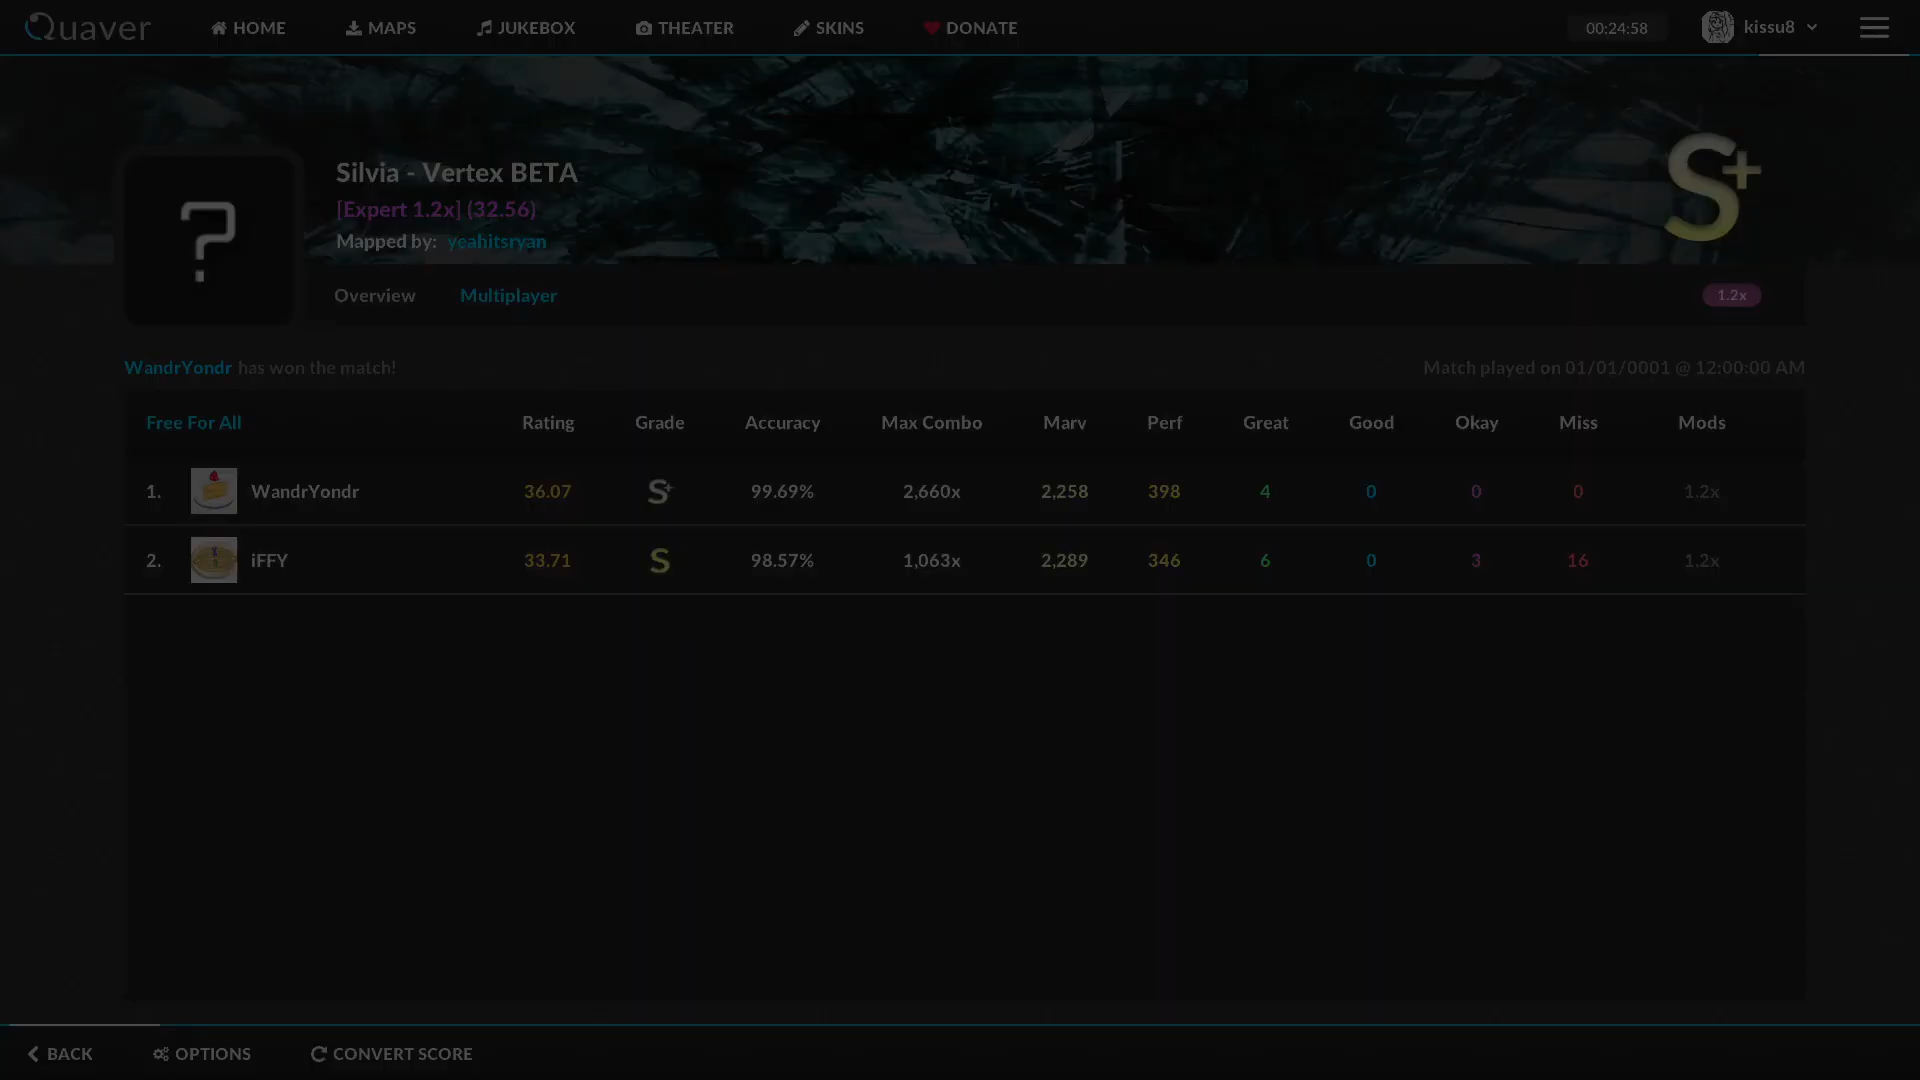 Quaver HOME MAPS JUKEBOX THEATER SKINS DONATE 00:24:58 kissu8
Silvia - Vertex BETA
[Expert 1.2x] (32.56)
Mapped by: yeahitsryan
S+
?
Overview Multiplayer 1.2x
WandrYondr has won the match! Match played on 01/01/0001 @ 12:00:00 AM
Free For All Rating Grade Accuracy Max Combo Marv Perf Great Good Okay Miss Mods
1. WandrYondr 36.07 S+ 99.69% 2,660x 2,258 398 4 0 0 0 1.2x
2. iFFY 33.71 S 98.57% 1,063x 2,289 346 6 0 3 16 1.2x
BACK OPTIONS CONVERT SCORE